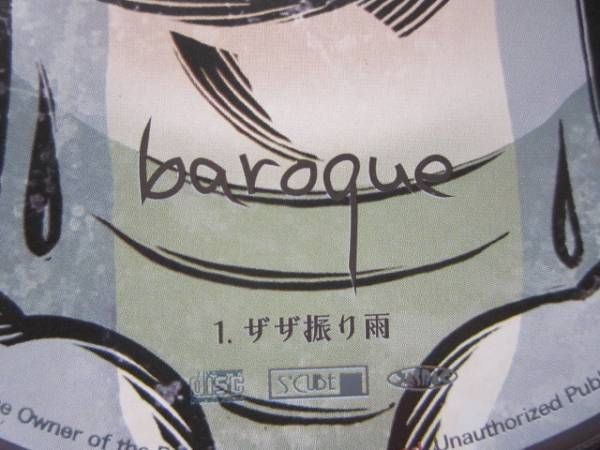 baroque
1. ザザ振り雨
disc S'CUBE
e Owner of the
Unauthorized Publ